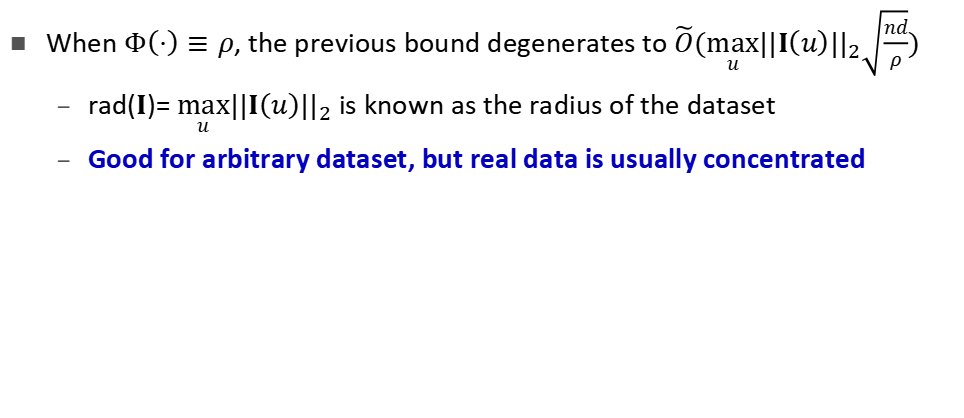 ■ When Φ(·) ≡ ρ, the previous bound degenerates to Õ(max_u||I(u)||₂√(nd/ρ))
– rad(I)= max_u||I(u)||₂ is known as the radius of the dataset
– Good for arbitrary dataset, but real data is usually concentrated